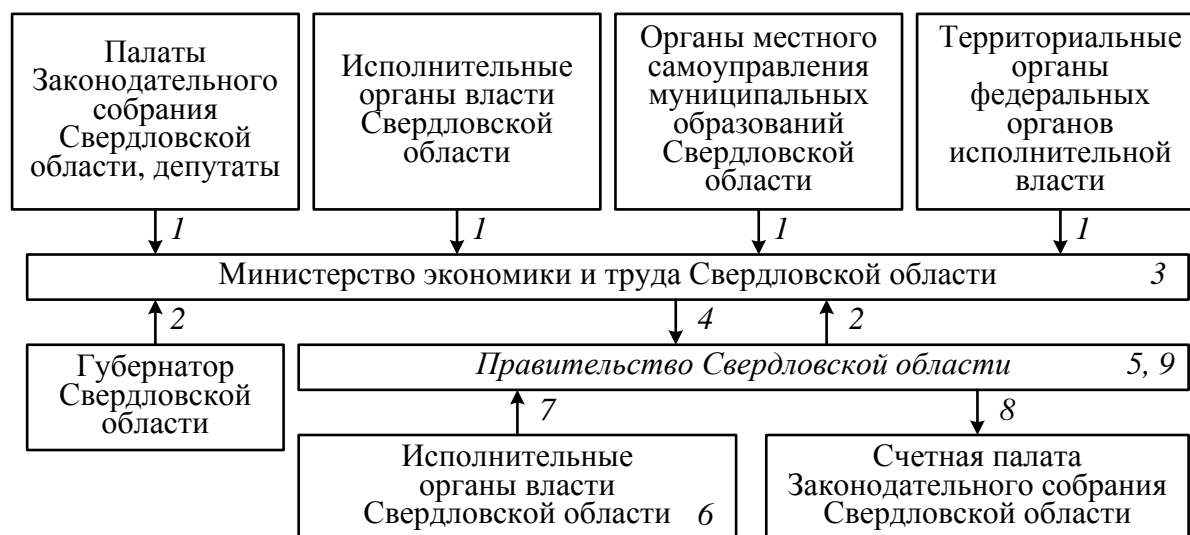 Палаты
Законодательного
собрания
Свердловской
области, депутаты
Исполнительные
органы власти
Свердловской
области
Органы местного
самоуправления
муниципальных
образований
Свердловской
области
Территориальные
органы
федеральных
органов
исполнительной
власти
1
1
1
1
Министерство экономики и труда Свердловской области 3
2
4
2
Губернатор
Свердловской
области
Правительство Свердловской области 5, 9
7
8
Исполнительные
органы власти
Свердловской области 6
Счетная палата
Законодательного собрания
Свердловской области